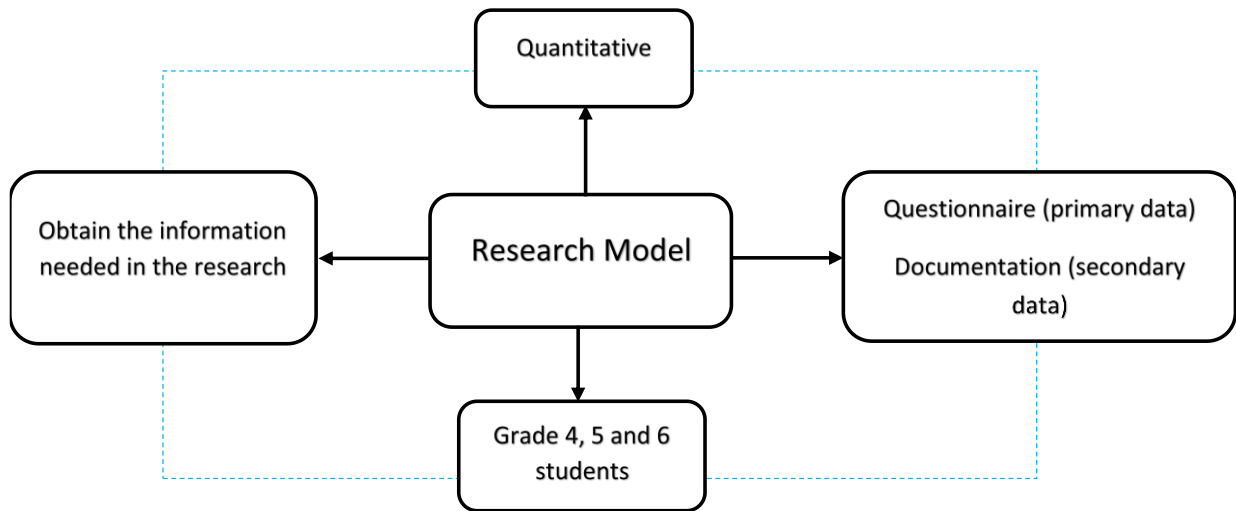 Quantitative
Obtain the information
needed in the research
Research Model
Questionnaire (primary data)
Documentation (secondary
data)
Grade 4, 5 and 6
students